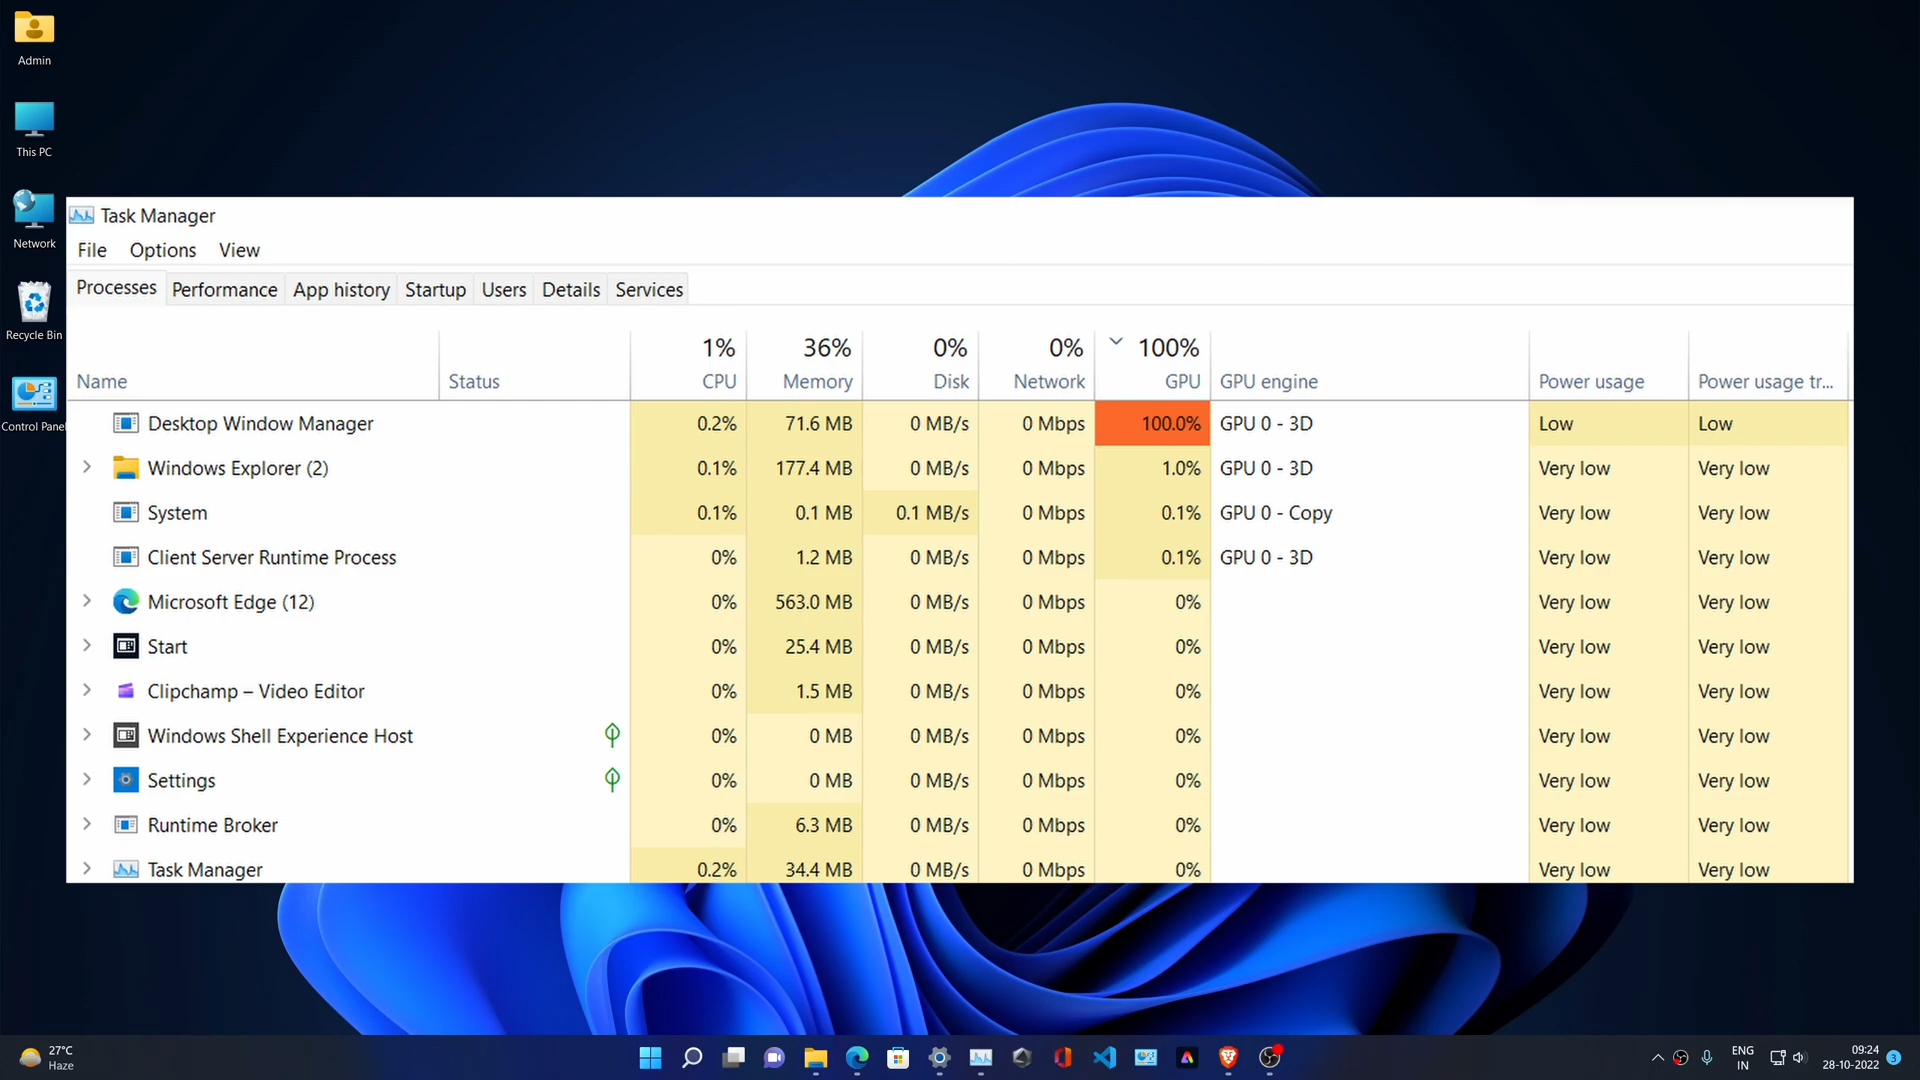 Admin
This PC
Network
Recycle Bin
Control Panel
Task Manager
File Options View
Processes Performance App history Startup Users Details Services
1% 36% 0% 0% 100%
Name Status CPU Memory Disk Network GPU GPU engine Power usage Power usage tr...
Desktop Window Manager 0.2% 71.6 MB 0 MB/s 0 Mbps 100.0% GPU 0 - 3D Low Low
Windows Explorer (2) 0.1% 177.4 MB 0 MB/s 0 Mbps 1.0% GPU 0 - 3D Very low Very low
System 0.1% 0.1 MB 0.1 MB/s 0 Mbps 0.1% GPU 0 - Copy Very low Very low
Client Server Runtime Process 0% 1.2 MB 0 MB/s 0 Mbps 0.1% GPU 0 - 3D Very low Very low
Microsoft Edge (12) 0% 563.0 MB 0 MB/s 0 Mbps 0% Very low Very low
Start 0% 25.4 MB 0 MB/s 0 Mbps 0% Very low Very low
Clipchamp – Video Editor 0% 1.5 MB 0 MB/s 0 Mbps 0% Very low Very low
Windows Shell Experience Host 0% 0 MB 0 MB/s 0 Mbps 0% Very low Very low
Settings 0% 0 MB 0 MB/s 0 Mbps 0% Very low Very low
Runtime Broker 0% 6.3 MB 0 MB/s 0 Mbps 0% Very low Very low
Task Manager 0.2% 34.4 MB 0 MB/s 0 Mbps 0% Very low Very low
27°C
Haze
ENG
IN
09:24
28-10-2022
3